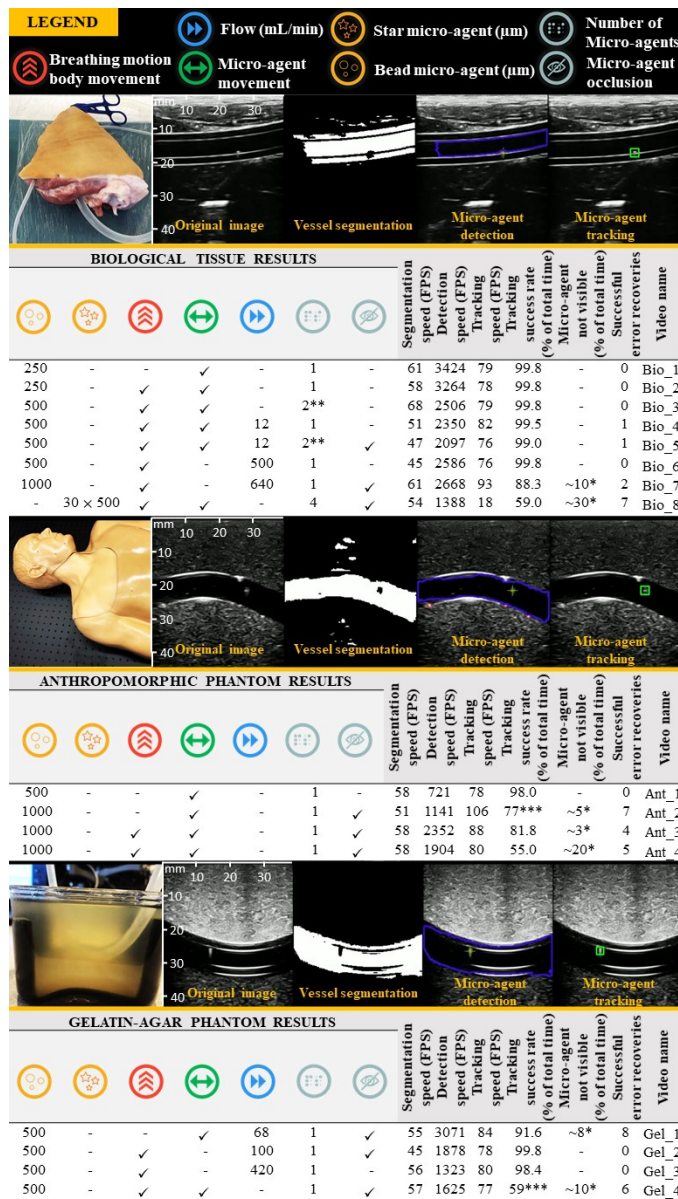 LEGEND
Flow (mL/min)
Star micro-agent (µm)
Number of
Micro-agents
Breathing motion
body movement
Micro-agent
movement
Bead micro-agent (µm)
Micro-agent
occlusion
mm 10 20 30
10
20
30
40
Original image
Vessel segmentation
Micro-agent
detection
Micro-agent
tracking
BIOLOGICAL TISSUE RESULTS
Segmentation
speed (FPS)
Detection
speed (FPS)
Tracking
speed (FPS)
Tracking
success rate
(% of total time)
Micro-agent
not visible
(% of total time)
Successful
error recoveries
Video name
250 - - ✓ - 1 - 61 3424 79 99.8 - 0 Bio_1
250 - ✓ ✓ - 1 - 58 3264 78 99.8 - 0 Bio_2
500 - ✓ ✓ - 2** - 68 2506 79 99.8 - 0 Bio_3
500 - ✓ ✓ 12 1 - 51 2350 82 99.5 - 1 Bio_4
500 - ✓ ✓ 12 2** ✓ 47 2097 76 99.0 - 1 Bio_5
500 - ✓ - 500 1 - 45 2586 76 99.8 - 0 Bio_6
1000 - ✓ - 640 1 ✓ 61 2668 93 88.3 ~10* 2 Bio_7
- 30 × 500 ✓ ✓ - 4 ✓ 54 1388 18 59.0 ~30* 7 Bio_8
mm 10 20 30
10
20
30
40
Original image
Vessel segmentation
Micro-agent
detection
Micro-agent
tracking
ANTHROPOMORPHIC PHANTOM RESULTS
Segmentation
speed (FPS)
Detection
speed (FPS)
Tracking
speed (FPS)
Tracking
success rate
(% of total time)
Micro-agent
not visible
(% of total time)
Successful
error recoveries
Video name
500 - - ✓ - 1 - 58 721 78 98.0 - 0 Ant_1
1000 - - ✓ - 1 ✓ 51 1141 106 77*** ~5* 7 Ant_2
1000 - ✓ ✓ - 1 ✓ 58 2352 88 81.8 ~3* 4 Ant_3
1000 - ✓ ✓ - 1 ✓ 58 1904 80 55.0 ~20* 5 Ant_4
mm 10 20 30
10
20
30
40
Original image
Vessel segmentation
Micro-agent
detection
Micro-agent
tracking
GELATIN-AGAR PHANTOM RESULTS
Segmentation
speed (FPS)
Detection
speed (FPS)
Tracking
speed (FPS)
Tracking
success rate
(% of total time)
Micro-agent
not visible
(% of total time)
Successful
error recoveries
Video name
500 - - ✓ 68 1 ✓ 55 3071 84 91.6 ~8* 8 Gel_1
500 - ✓ - 100 1 ✓ 45 1878 78 99.8 - 0 Gel_2
500 - ✓ - 420 1 - 56 1323 80 98.4 - 0 Gel_3
500 - ✓ ✓ - 1 ✓ 57 1625 77 59*** ~10* 6 Gel_4